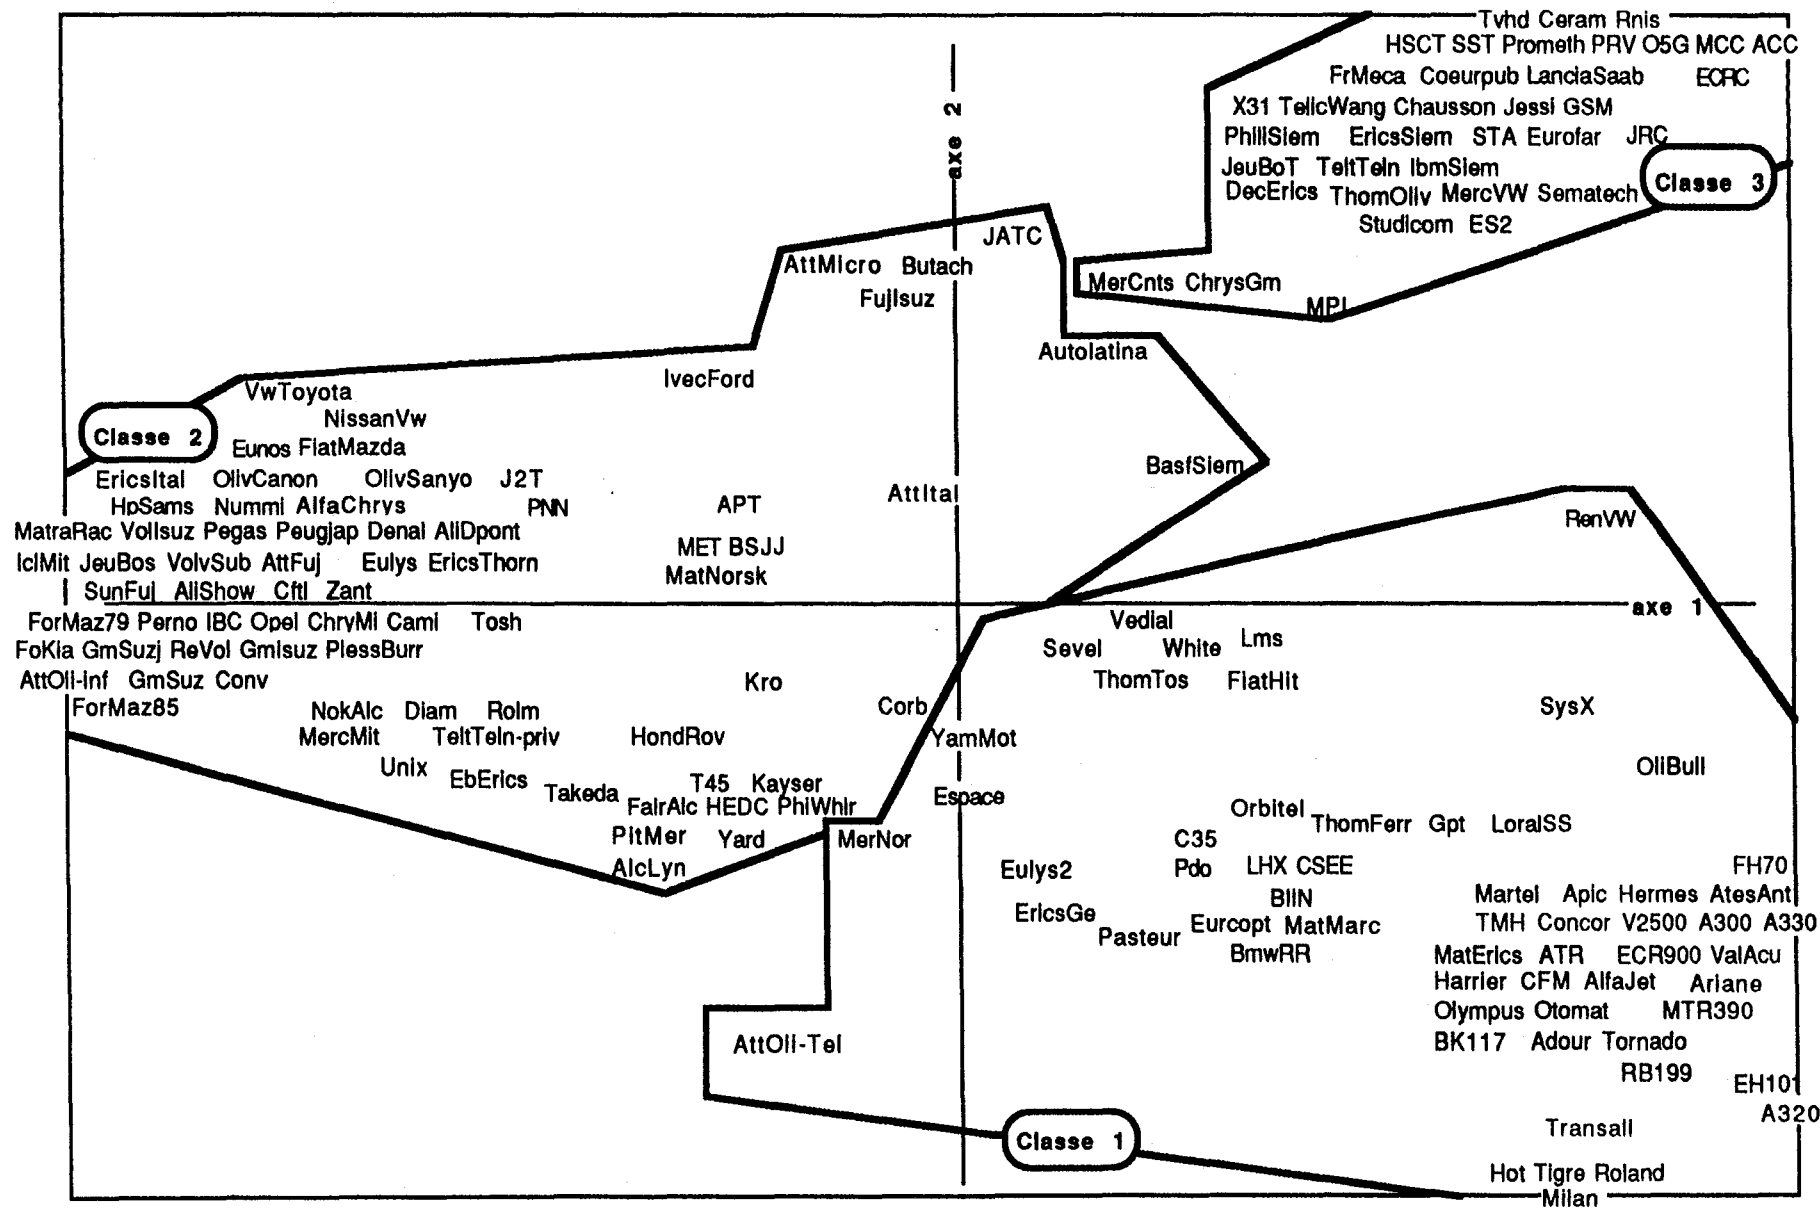 Tvhd Ceram Rnis
HSCT SST Prometh PRV O5G MCC ACC
FrMeca Coeurpub LanciaSaab
X31 TelicWang Chausson Jessi GSM
PhiliSiem EricsSiem STA Eurofar JRC
JeuBoT TeltTeln IbmSiem
Classe 3
DecErics ThomOliv MercVW Sematech
Studicom ES2
axe 2
JATC
AttMicro Butach
MerCnts ChrysGm
FujIsuz
MPI
Autolatina
IvecFord
VwToyota
NissanVw
Classe 2
Eunos FiatMazda
BasfSiem
EricsItal OlivCanon OlivSanyo J2T
AttItal
HpSams Nummi AlfaChrys PNN APT
RenVW
MatraRac VolIsuz Pegas Peugjap Denal AliDpont
MET BSJJ
IclMit JeuBos VolvSub AttFuj Eulys EricsThorn
MatNorsk
SunFuj AliShow Cftl Zant
axe 1
ForMaz79 Perno IBC Opel ChryMi Cami Tosh
Vedial
Sevel White Lms
FoKia GmSuzj ReVol GmIsuz PlessBurr
AttOli-inf GmSuz Conv
Kro
ThomTos FiatHit
ForMaz85
NokAlc Diam Rolm
Corb
SysX
MercMit TeltTeln-priv HondRov
YamMot
Unix
OliBull
EbErics
T45 Kayser
Takeda
Espace
FairAlc HEDC PhiWhir
Orbitel
ThomFerr Gpt LoralSS
PitMer Yard MerNor
C35
AlcLyn
Eulys2 Pdo LHX CSEE
FH70
BIIN
Martel Apic Hermes AtesAnt
EricsGe
Eurcopt MatMarc
TMH Concor V2500 A300 A330
Pasteur
BmwRR
MatErics ATR ECR900 ValAcu
Harrier CFM AlfaJet Ariane
Olympus Otomat MTR390
AttOli-Tel
BK117 Adour Tornado
RB199
EH101
A320
Transall
Classe 1
Hot Tigre Roland
Milan